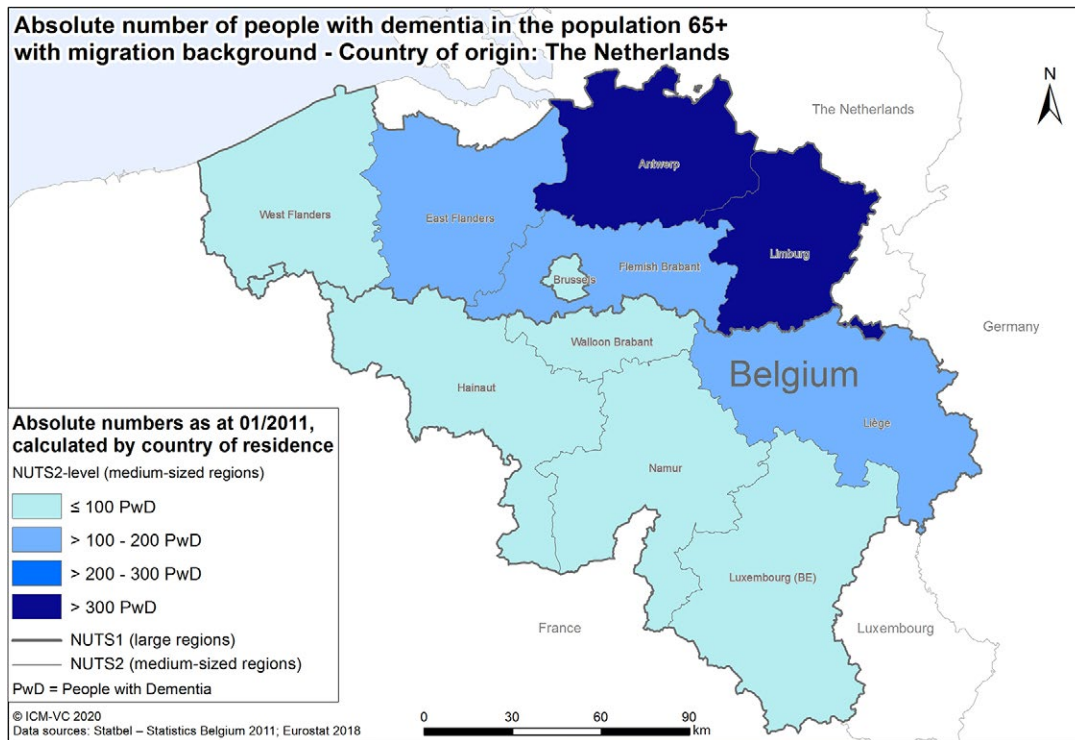 Absolute number of people with dementia in the population 65+
with migration background - Country of origin: The Netherlands
N
The Netherlands
Antwerp
West Flanders
East Flanders
Limburg
Flemish Brabant
Brussels
Germany
Walloon Brabant
Belgium
Hainaut
Liège
Namur
Luxembourg (BE)
France
Luxembourg
Absolute numbers as at 01/2011,
calculated by country of residence
NUTS2-level (medium-sized regions)
≤ 100 PwD
> 100 - 200 PwD
> 200 - 300 PwD
> 300 PwD
NUTS1 (large regions)
NUTS2 (medium-sized regions)
PwD = People with Dementia
© ICM-VC 2020
Data sources: Statbel – Statistics Belgium 2011; Eurostat 2018
0 30 60 90
km